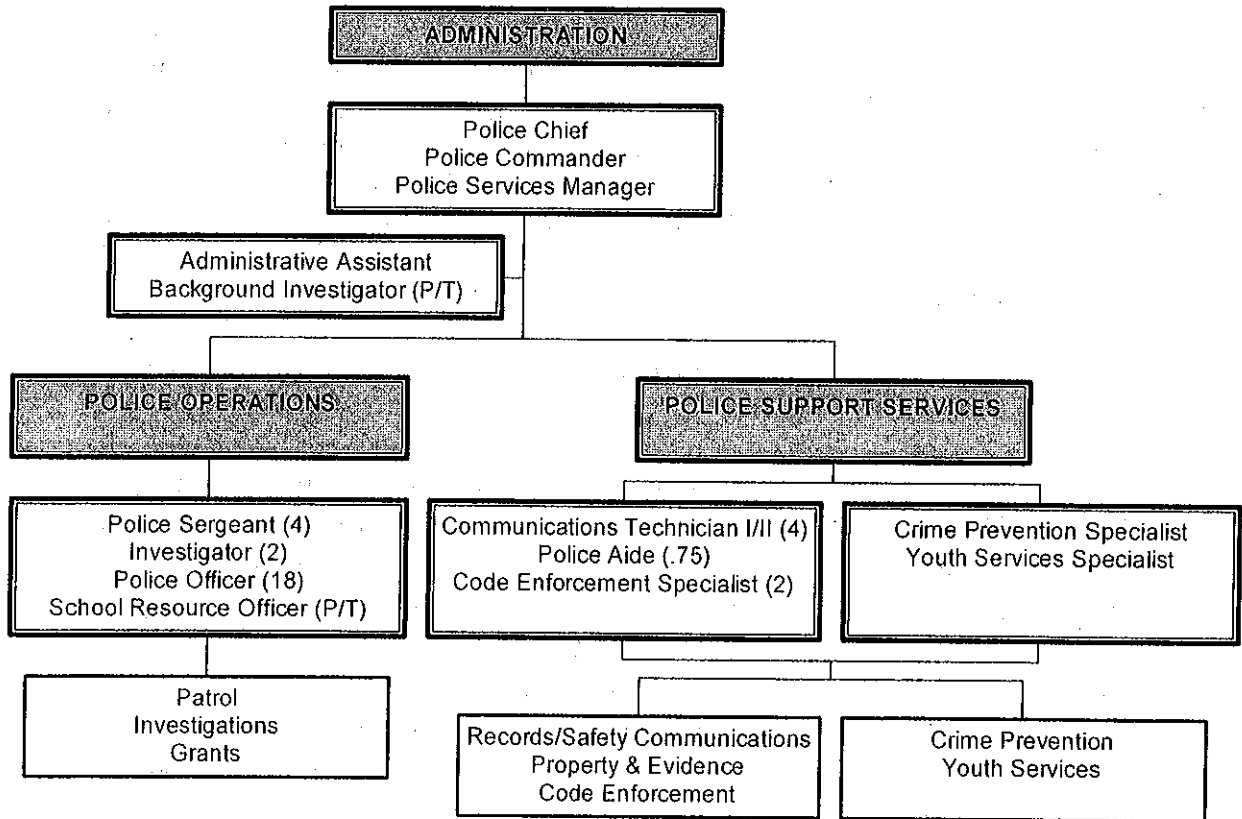 ADMINISTRATION
Police Chief
Police Commander
Police Services Manager
Administrative Assistant
Background Investigator (P/T)
POLICE OPERATIONS
POLICE SUPPORT SERVICES
Police Sergeant (4)
Investigator (2)
Police Officer (18)
School Resource Officer (P/T)
Communications Technician I/II (4)
Police Aide (.75)
Code Enforcement Specialist (2)
Crime Prevention Specialist
Youth Services Specialist
Patrol
Investigations
Grants
Records/Safety Communications
Property & Evidence
Code Enforcement
Crime Prevention
Youth Services